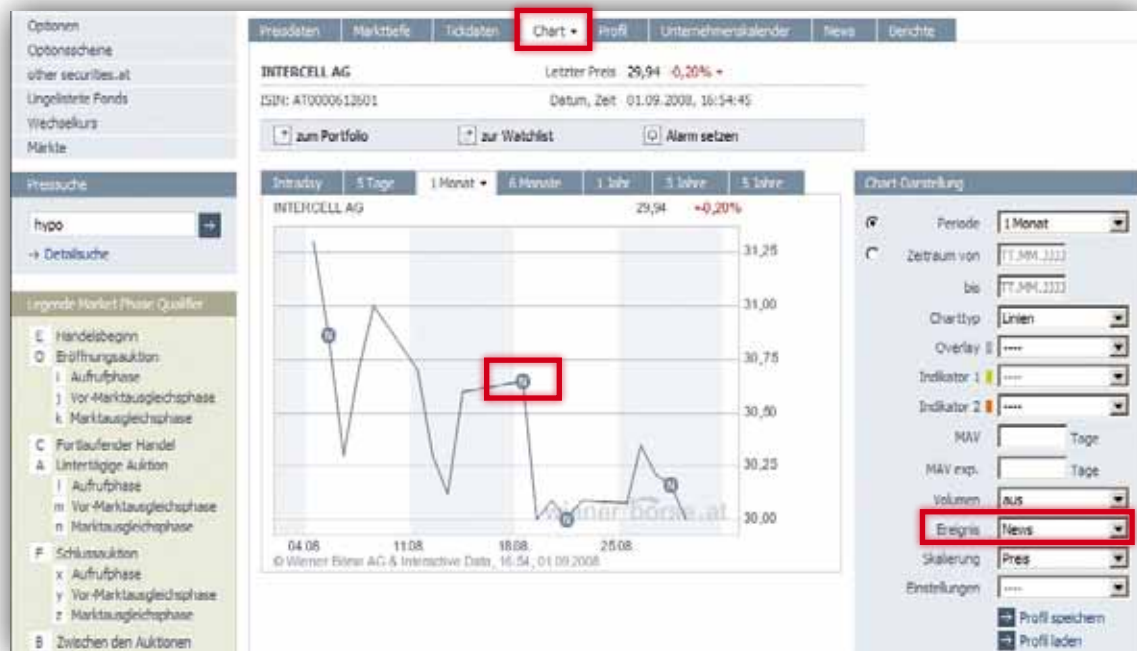 Optionen
Optionsscheine
other securities.at
Ungelistete Fonds
Wechselkurs
Märkte
Preissuche
hypo
→ Detailsuche
Legende Market Phase Qualifier
E Handelsbeginn
O Eröffnungsauktion
i Aufrufphase
j Vor-Marktausgleichsphase
k Marktausgleichsphase
C Fortlaufender Handel
A Untertägige Auktion
l Aufrufphase
m Vor-Marktausgleichsphase
n Marktausgleichsphase
F Schlussauktion
x Aufrufphase
y Vor-Marktausgleichsphase
z Marktausgleichsphase
B Zwischen den Auktionen
Preisdaten Markttiefe Tickdaten Chart Profil Unternehmenskalender News Berichte
INTERCELL AG Letzter Preis 29,94 -0,20%
ISIN: AT0000612601 Datum, Zeit 01.09.2008, 16:54:45
zum Portfolio zur Watchlist Alarm setzen
Intraday 5 Tage 1 Monat 6 Monate 1 Jahr 3 Jahre 5 Jahre
INTERCELL AG 29,94 -0,20%
31,25
31,00
30,75
30,50
30,25
30,00
wiener börse.at
04.08. 11.08. 18.08. 25.08.
© Wiener Börse AG & Interactive Data, 16:54, 01.09.2008
Chart-Darstellung
Periode 1 Monat
Zeitraum von TT.MM.JJJJ
bis TT.MM.JJJJ
Charttyp Linien
Overlay ----
Indikator 1 ----
Indikator 2 ----
MAV Tage
MAV exp. Tage
Volumen aus
Ereignis News
Skalierung Preis
Einstellungen ----
Profil speichern
Profil laden